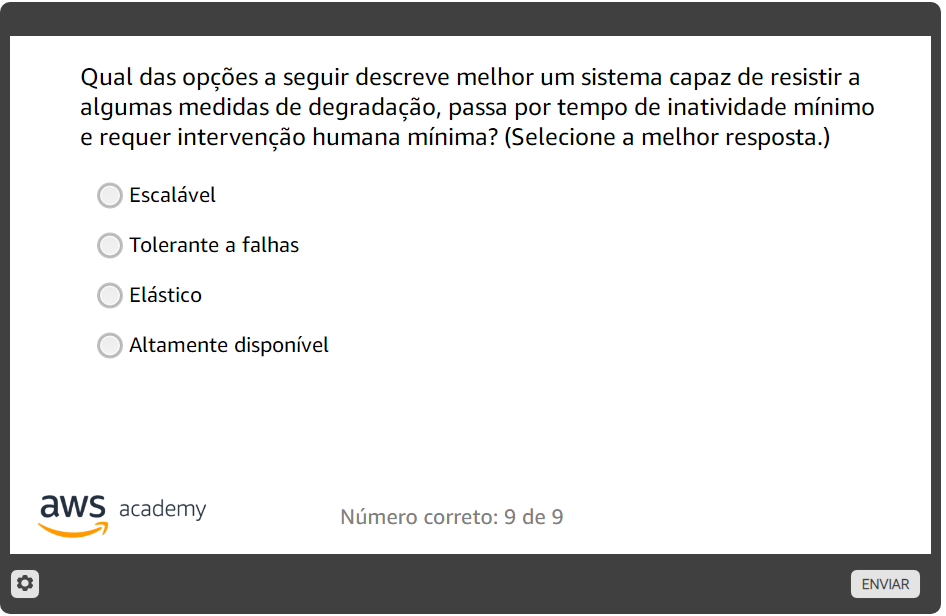 Qual das opções a seguir descreve melhor um sistema capaz de resistir a
algumas medidas de degradação, passa por tempo de inatividade mínimo
e requer intervenção humana mínima? (Selecione a melhor resposta.)
Escalável
Tolerante a falhas
Elástico
Altamente disponível
aws academy
Número correto: 9 de 9
ENVIAR